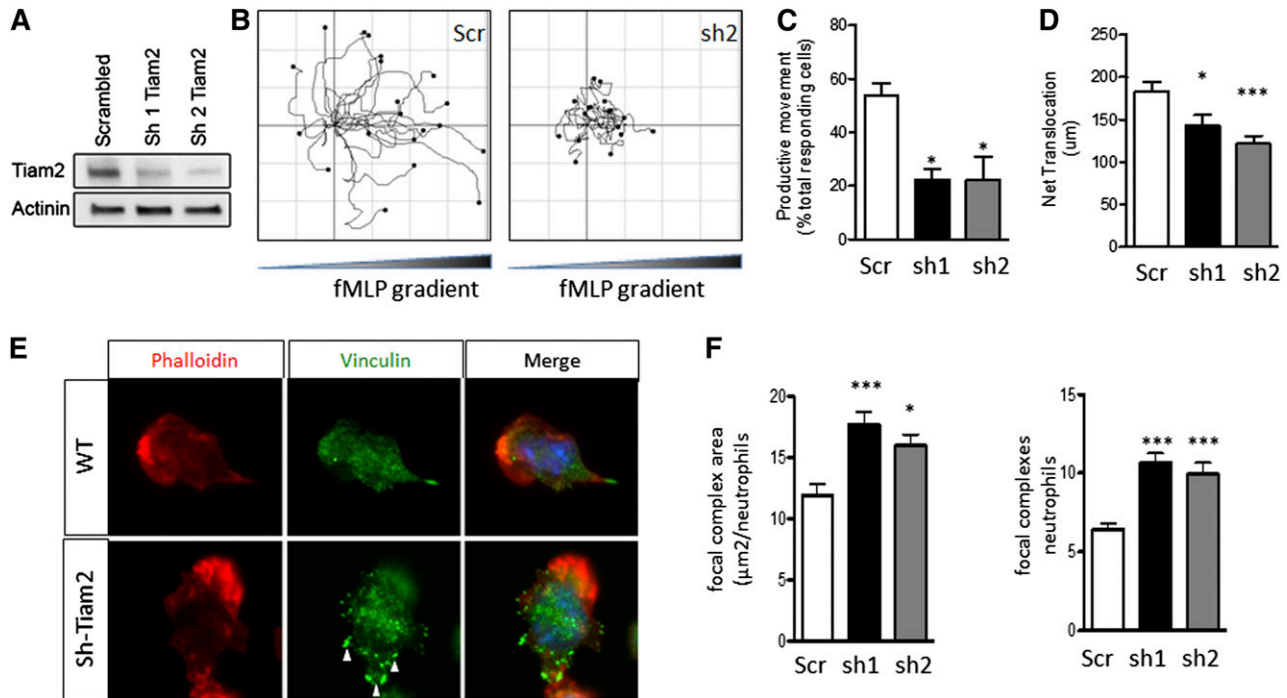 A
Scrambled
Sh 1 Tiam2
Sh 2 Tiam2
Tiam2
Actinin
B
Scr
sh2
fMLP gradient
fMLP gradient
C
Productive movement
(% total responding cells)
80
60
40
20
0
*
*
Scr sh1 sh2
D
Net Translocation
(um)
250
200
150
100
50
0
*
***
Scr sh1 sh2
E
Phalloidin Vinculin Merge
WT
Sh-Tiam2
F
focal complex area
(µm2/neutrophils)
20
15
10
5
0
***
*
Scr sh1 sh2
focal complexes
neutrophils
15
10
5
0
***
***
Scr sh1 sh2